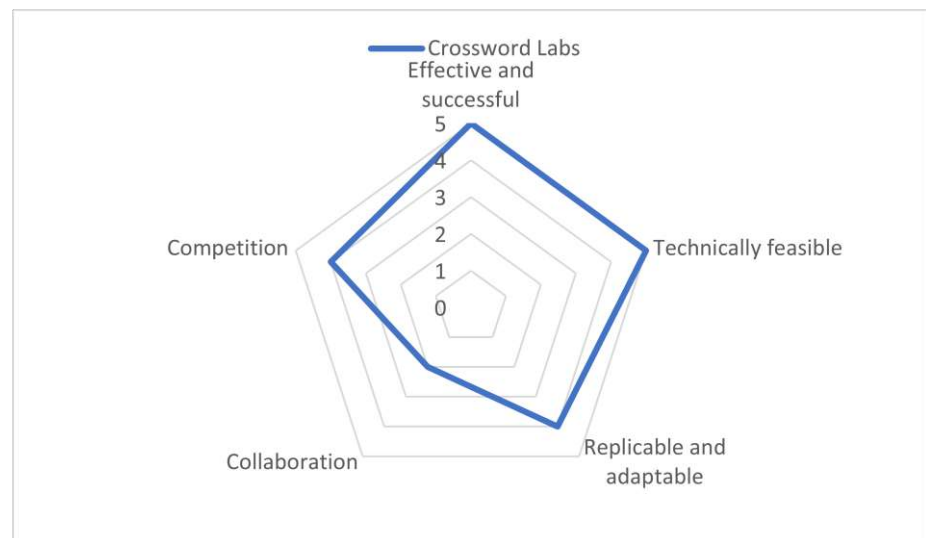 Crossword Labs
Effective and
successful
5
4
3
2
1
0
Competition
Technically feasible
Collaboration
Replicable and
adaptable